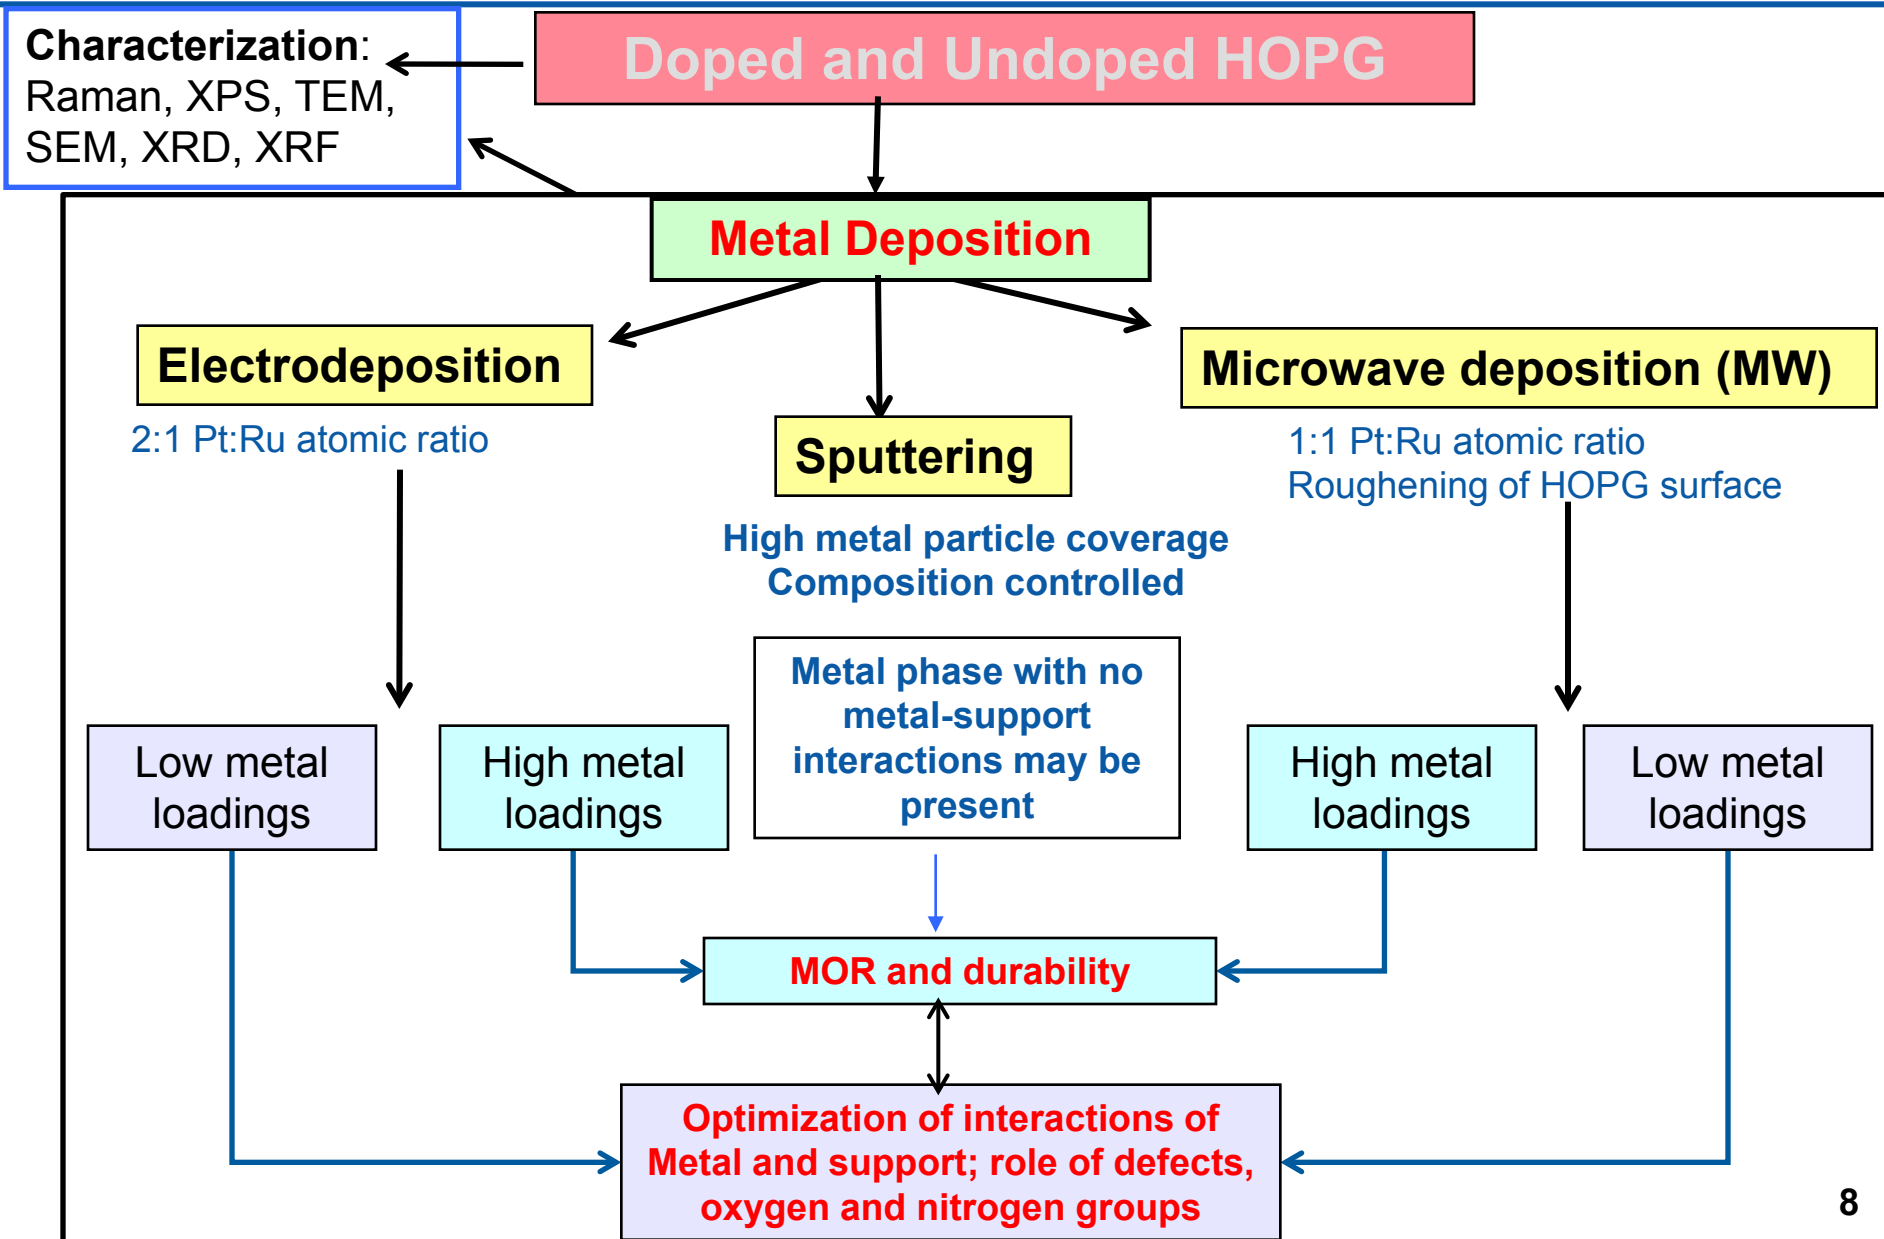 Characterization:
Raman, XPS, TEM,
SEM, XRD, XRF
Doped and Undoped HOPG
Metal Deposition
Electrodeposition
2:1 Pt:Ru atomic ratio
Sputtering
High metal particle coverage
Composition controlled
Microwave deposition (MW)
1:1 Pt:Ru atomic ratio
Roughening of HOPG surface
Low metal
loadings
High metal
loadings
Metal phase with no
metal-support
interactions may be
present
High metal
loadings
Low metal
loadings
MOR and durability
Optimization of interactions of
Metal and support; role of defects,
oxygen and nitrogen groups
8